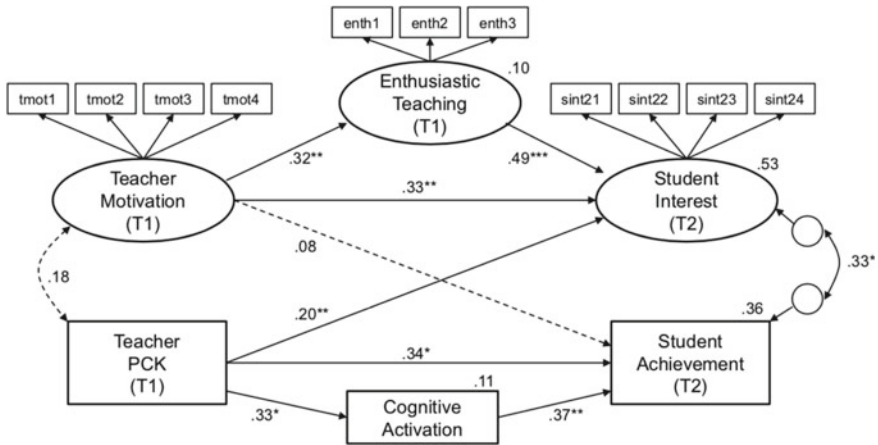 enth1 enth2 enth3
.10
Enthusiastic
Teaching
(T1)
tmot1 tmot2 tmot3 tmot4
sint21 sint22 sint23 sint24
.32**
.49***
.53
Teacher
Motivation
(T1)
.33**
Student
Interest
(T2)
.08
.18
.33*
.20**
.36
Teacher
PCK
(T1)
.34*
Student
Achievement
(T2)
.11
.33*
Cognitive
Activation
.37**